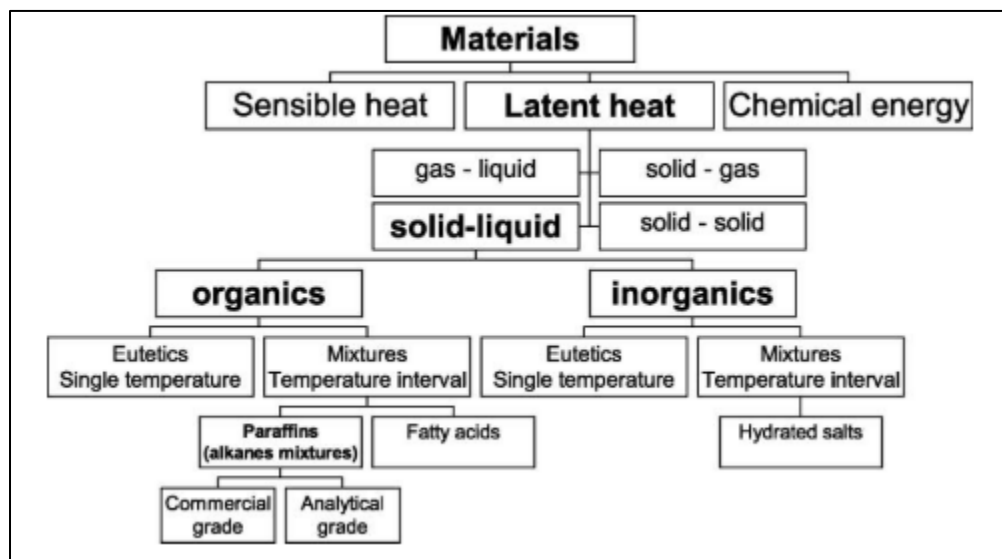 Materials
Sensible heat
Latent heat
Chemical energy
gas - liquid
solid - gas
solid-liquid
solid - solid
organics
inorganics
Eutetics
Single temperature
Mixtures
Temperature interval
Eutetics
Single temperature
Mixtures
Temperature interval
Paraffins
(alkanes mixtures)
Fatty acids
Hydrated salts
Commercial
grade
Analytical
grade